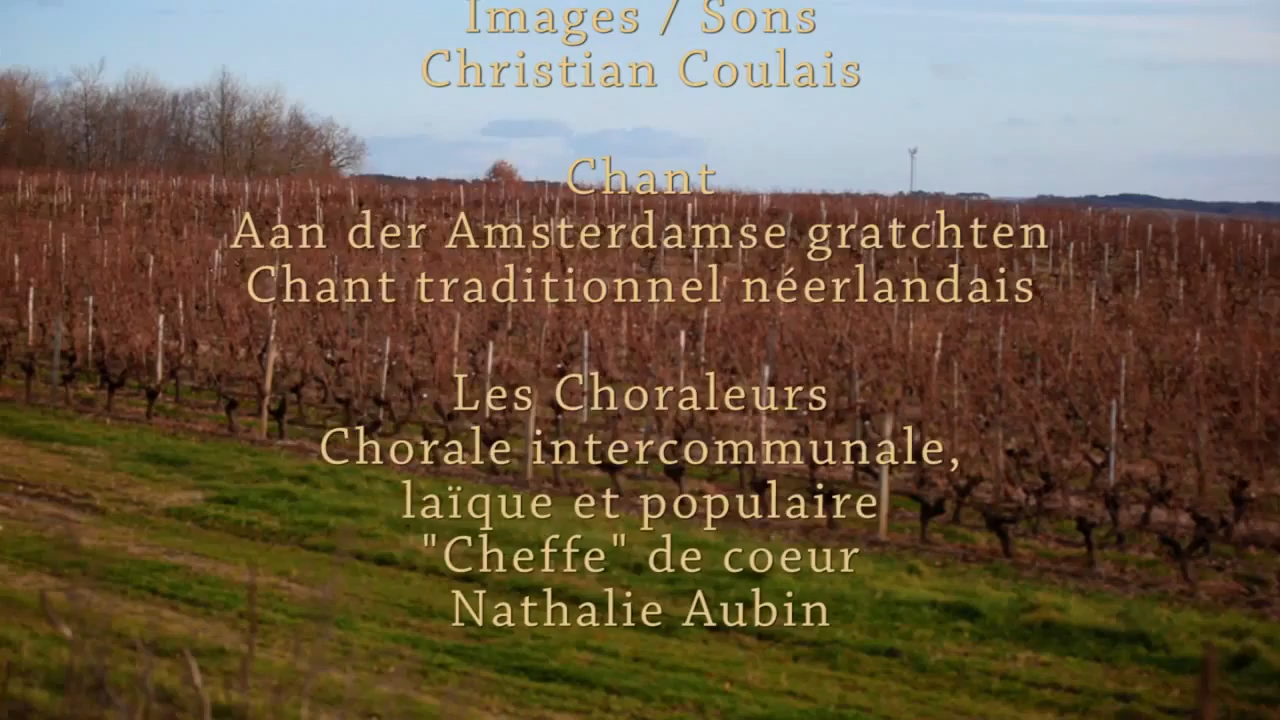 Images / Sons
Christian Coulais
Chant
Aan der Amsterdamse gratchten
Chant traditionnel néerlandais
Les Choraleurs
Chorale intercommunale,
laïque et populaire
"Cheffe" de coeur
Nathalie Aubin